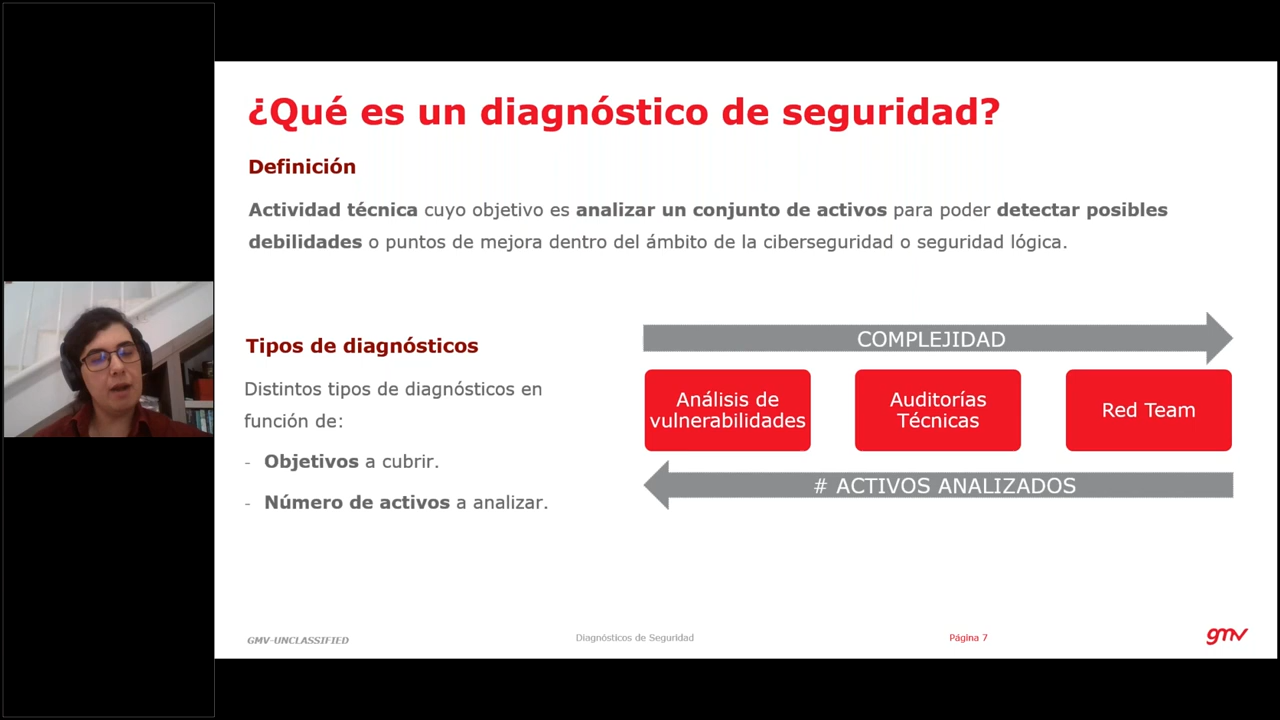 ¿Qué es un diagnóstico de seguridad?
Definición
Actividad técnica cuyo objetivo es analizar un conjunto de activos para poder detectar posibles
debilidades o puntos de mejora dentro del ámbito de la ciberseguridad o seguridad lógica.
Tipos de diagnósticos
Distintos tipos de diagnósticos en
función de:
- Objetivos a cubrir.
- Número de activos a analizar.
COMPLEJIDAD
Análisis de
vulnerabilidades
Auditorías
Técnicas
Red Team
# ACTIVOS ANALIZADOS
GMV-UNCLASSIFIED
Diagnósticos de Seguridad
Página 7
gmv